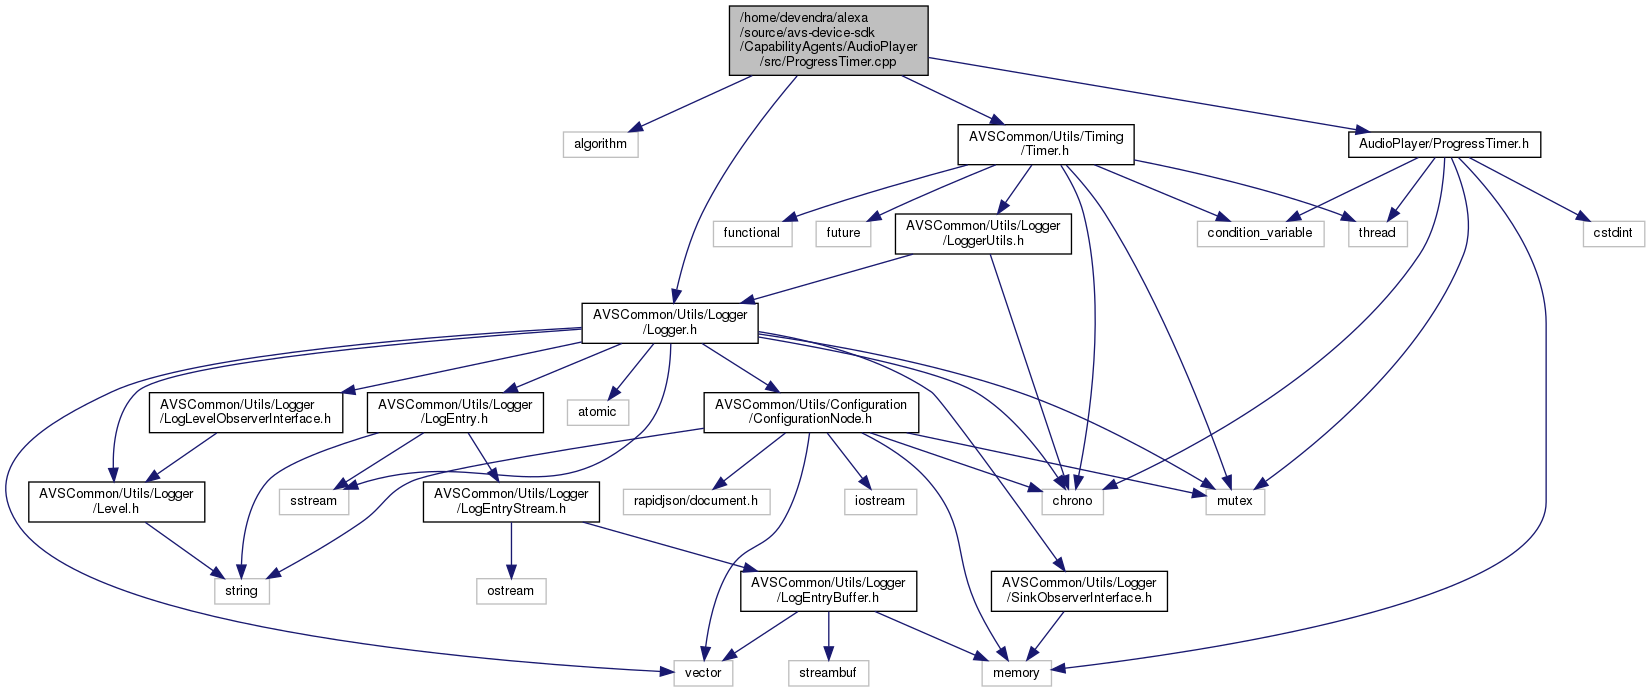 /home/devendra/alexa
/source/avs-device-sdk
/CapabilityAgents/AudioPlayer
/src/ProgressTimer.cpp
algorithm
AVSCommon/Utils/Timing
/Timer.h
AudioPlayer/ProgressTimer.h
functional
future
AVSCommon/Utils/Logger
/LoggerUtils.h
condition_variable
thread
cstdint
AVSCommon/Utils/Logger
/Logger.h
AVSCommon/Utils/Logger
/LogLevelObserverInterface.h
AVSCommon/Utils/Logger
/LogEntry.h
atomic
AVSCommon/Utils/Configuration
/ConfigurationNode.h
AVSCommon/Utils/Logger
/Level.h
sstream
AVSCommon/Utils/Logger
/LogEntryStream.h
rapidjson/document.h
iostream
chrono
mutex
string
ostream
AVSCommon/Utils/Logger
/LogEntryBuffer.h
AVSCommon/Utils/Logger
/SinkObserverInterface.h
vector
streambuf
memory